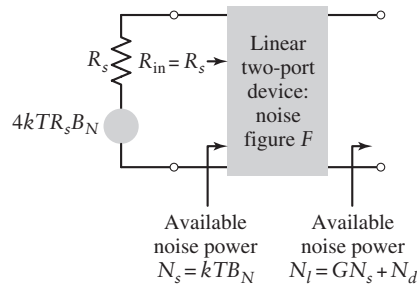 R_s
R_in = R_s
4kTR_sB_N
Linear
two-port
device:
noise
figure F
Available
noise power
N_s = kTB_N
Available
noise power
N_l = GN_s + N_d